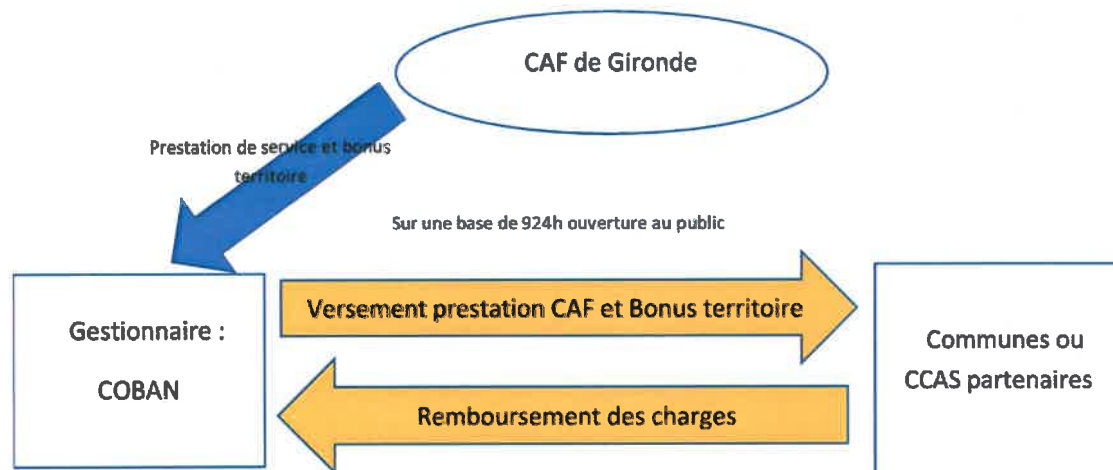 CAF de Gironde
Prestation de service et bonus
territoire
Sur une base de 924h ouverture au public
Versement prestation CAF et Bonus territoire
Gestionnaire :
COBAN
Communes ou
CCAS partenaires
Remboursement des charges